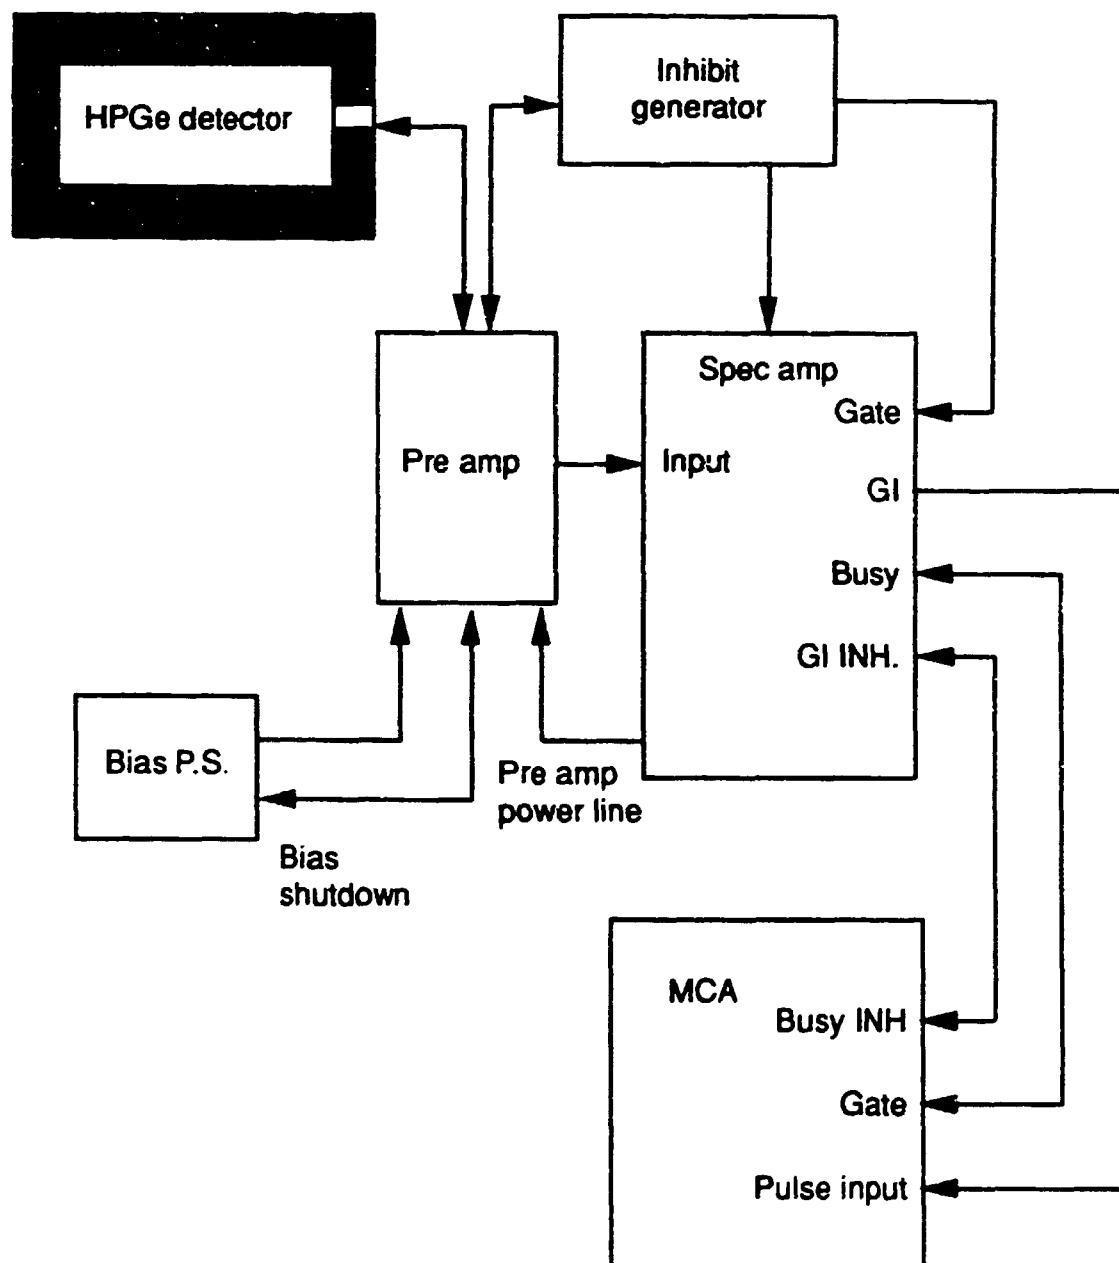 HPGe detector
Inhibit
generator
Spec amp
Gate
Pre amp
Input
GI
Busy
GI INH.
Bias P.S.
Pre amp
power line
Bias
shutdown
MCA
Busy INH
Gate
Pulse input